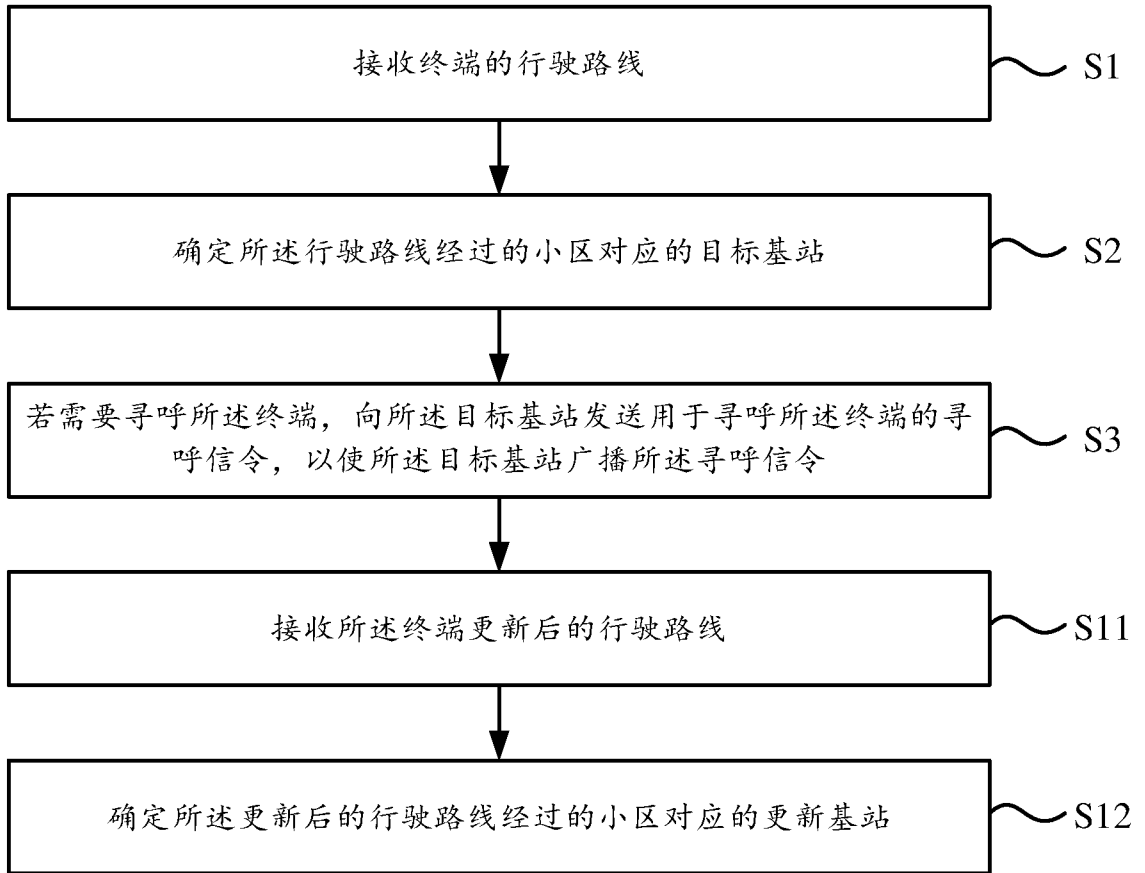 接收终端的行驶路线
S1
确定所述行驶路线经过的小区对应的目标基站
S2
若需要寻呼所述终端，向所述目标基站发送用于寻呼所述终端的寻
呼信令，以使所述目标基站广播所述寻呼信令
S3
接收所述终端更新后的行驶路线
S11
确定所述更新后的行驶路线经过的小区对应的更新基站
S12